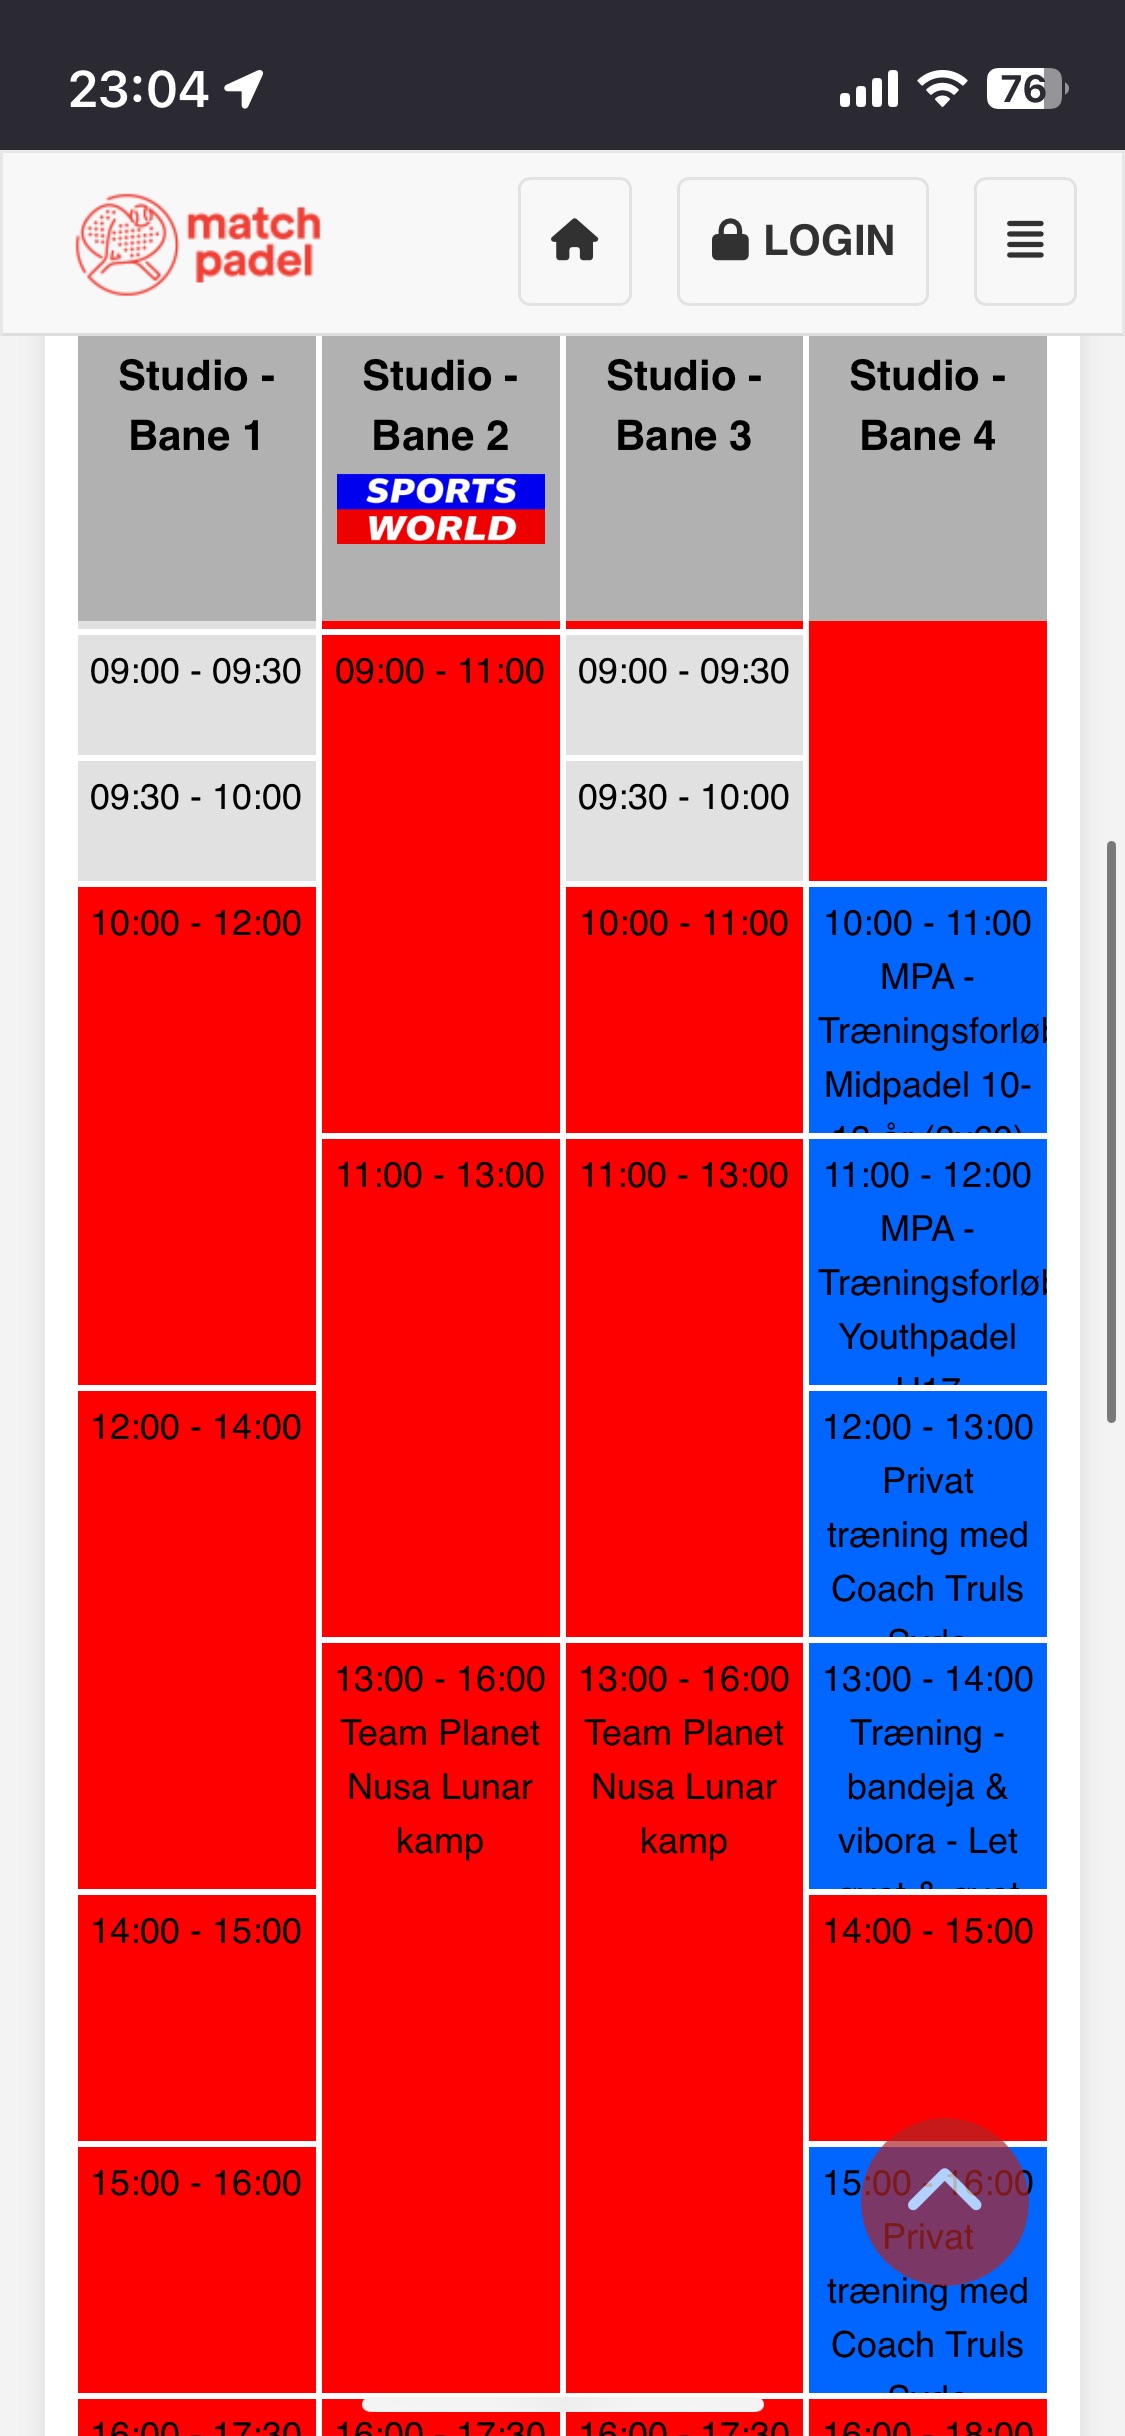 23:04
76
match
padel
LOGIN
Studio -
Bane 1
Studio -
Bane 2
SPORTS
WORLD
Studio -
Bane 3
Studio -
Bane 4
09:00 - 09:30
09:00 - 11:00
09:00 - 09:30
09:30 - 10:00
09:30 - 10:00
10:00 - 12:00
10:00 - 11:00
10:00 - 11:00
MPA -
Træningsforløb
Midpadel 10-
11:00 - 13:00
11:00 - 13:00
11:00 - 12:00
MPA -
Træningsforløb
Youthpadel
U17
12:00 - 14:00
12:00 - 13:00
Privat
træning med
Coach Truls
13:00 - 16:00
Team Planet
Nusa Lunar
kamp
13:00 - 16:00
Team Planet
Nusa Lunar
kamp
13:00 - 14:00
Træning -
bandeja &
vibora - Let
14:00 - 15:00
14:00 - 15:00
15:00 - 16:00
15:00 - 16:00
Privat
træning med
Coach Truls
16:00 - 17:30
16:00 - 17:30
16:00 - 17:30
16:00 - 18:00